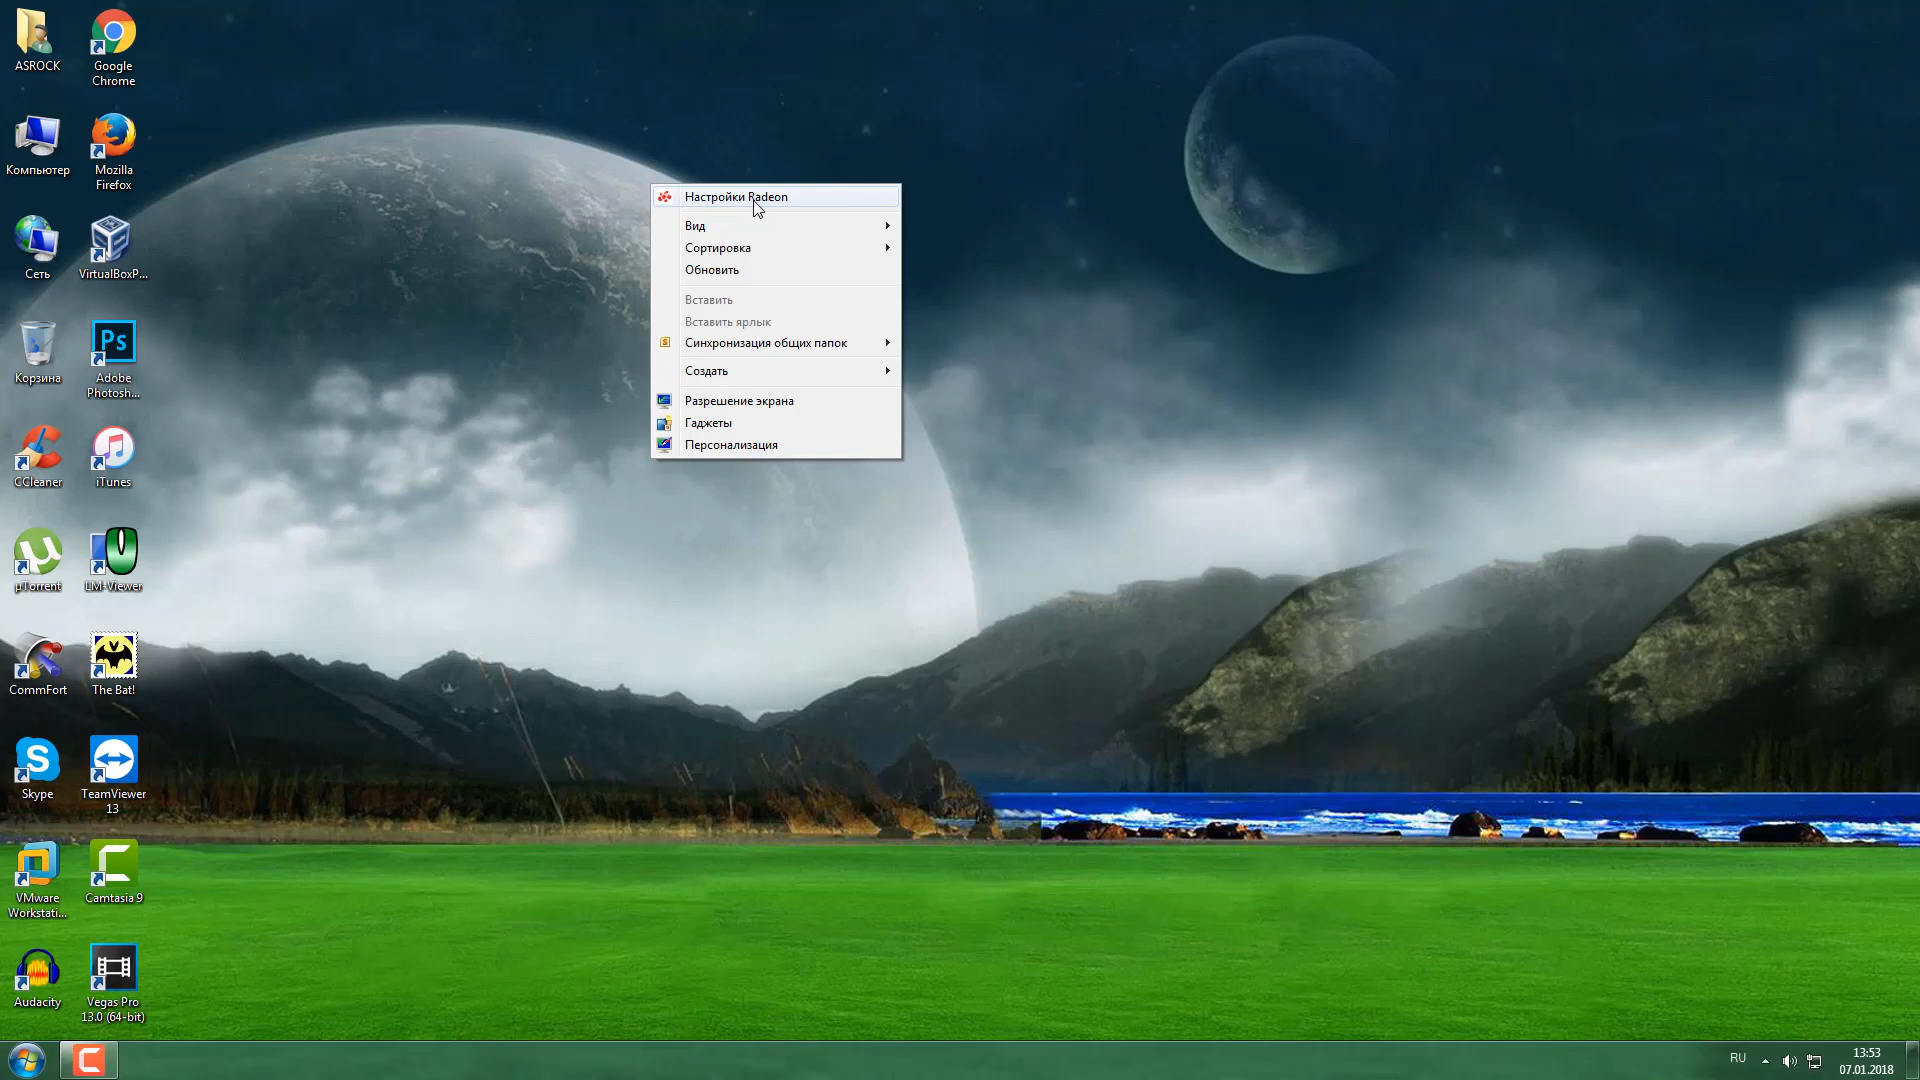 ASROCK
Google
Chrome
Компьютер
Mozilla
Firefox
Сеть
VirtualBoxP...
Корзина
Ps
Adobe
Photosh...
CCleaner
iTunes
µTorrent
LM-Viewer
CommFort
The Bat!
Skype
TeamViewer
13
VMware
Workstati...
Camtasia 9
Audacity
Vegas Pro
13.0 (64-bit)
Настройки Radeon
Вид
Сортировка
Обновить
Вставить
Вставить ярлык
Синхронизация общих папок
Создать
Разрешение экрана
Гаджеты
Персонализация
RU
13:53
07.01.2018